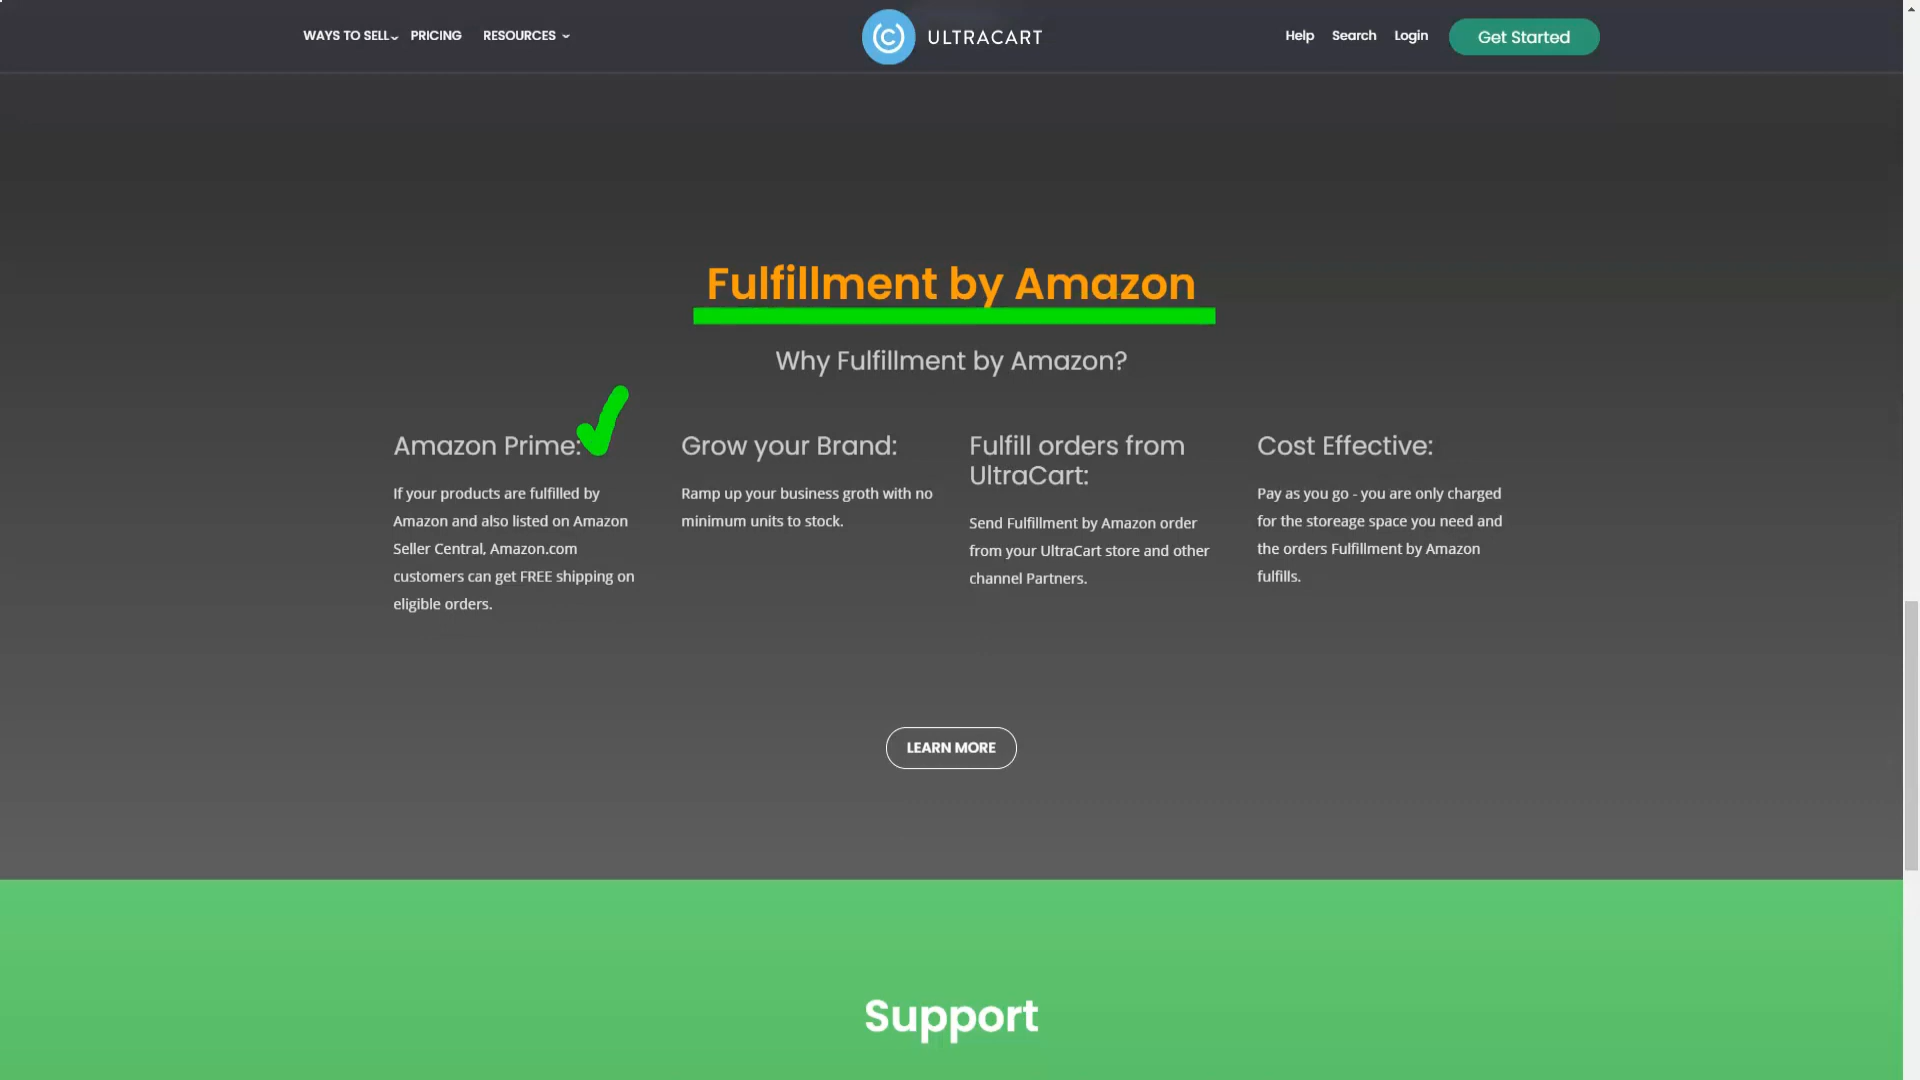 WAYS TO SELL PRICING RESOURCES
ULTRACART
Help Search Login Get Started
Fulfillment by Amazon
Why Fulfillment by Amazon?
Amazon Prime:
If your products are fulfilled by
Amazon and also listed on Amazon
Seller Central, Amazon.com
customers can get FREE shipping on
eligible orders.
Grow your Brand:
Ramp up your business groth with no
minimum units to stock.
Fulfill orders from
UltraCart:
Send Fulfillment by Amazon order
from your UltraCart store and other
channel Partners.
Cost Effective:
Pay as you go - you are only charged
for the storeage space you need and
the orders Fulfillment by Amazon
fulfills.
LEARN MORE
Support